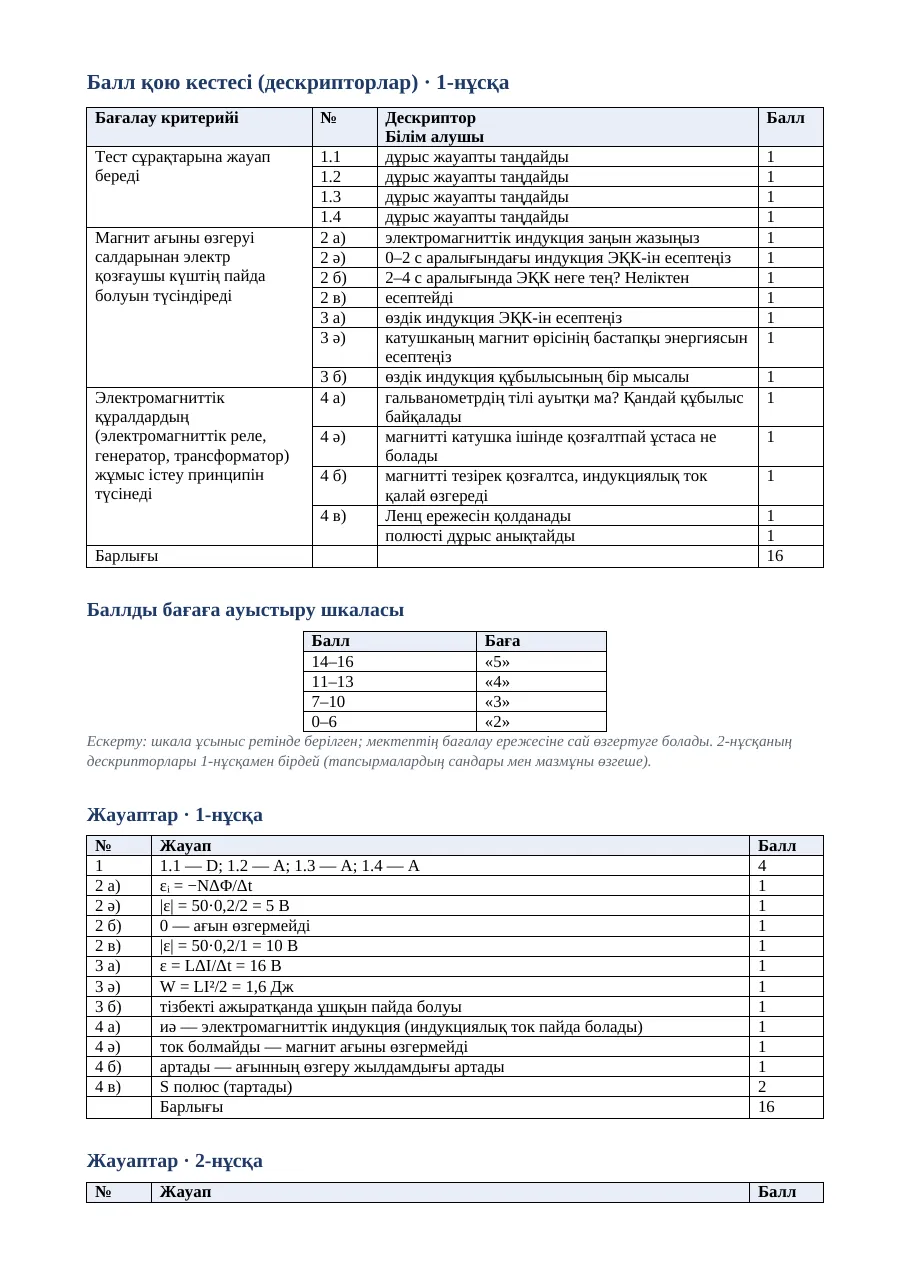 Балл қою кестесі (дескрипторлар) · 1-нұсқа
Бағалау критерийі № Дескриптор Балл
Білім алушы
Тест сұрақтарына жауап 1.1 дұрыс жауапты таңдайды 1
береді 1.2 дұрыс жауапты таңдайды 1
1.3 дұрыс жауапты таңдайды 1
1.4 дұрыс жауапты таңдайды 1
Магнит ағыны өзгеруі 2 а) электромагниттік индукция заңын жазыңыз 1
салдарынан электр 2 ә) 0–2 с аралығындағы индукция ЭҚК-ін есептеңіз 1
қозғаушы күштің пайда 2 б) 2–4 с аралығында ЭҚК неге тең? Неліктен 1
болуын түсіндіреді 2 в) есептейді 1
3 а) өздік индукция ЭҚК-ін есептеңіз 1
3 ә) катушканың магнит өрісінің бастапқы энергиясын 1
есептеңіз
3 б) өздік индукция құбылысының бір мысалы 1
Электромагниттік 4 а) гальванометрдің тілі ауытқи ма? Қандай құбылыс 1
құралдардың байқалады
(электромагниттік реле, 4 ә) магнитті катушка ішінде қозғалтпай ұстаса не 1
генератор, трансформатор) болады
жұмыс істеу принципін 4 б) магнитті тезірек қозғалтса, индукциялық ток 1
түсінеді қалай өзгереді
4 в) Ленц ережесін қолданады 1
полюсті дұрыс анықтайды 1
Барлығы 16
Баллды бағаға ауыстыру шкаласы
Балл Баға
14–16 «5»
11–13 «4»
7–10 «3»
0–6 «2»
Ескерту: шкала ұсыныс ретінде берілген; мектептің бағалау ережесіне сай өзгертуге болады. 2-нұсқаның
дескрипторлары 1-нұсқамен бірдей (тапсырмалардың сандары мен мазмұны өзгеше).
Жауаптар · 1-нұсқа
№ Жауап Балл
1 1.1 — D; 1.2 — A; 1.3 — A; 1.4 — A 4
2 а) εᵢ = −NΔΦ/Δt 1
2 ә) |ε| = 50·0,2/2 = 5 В 1
2 б) 0 — ағын өзгермейді 1
2 в) |ε| = 50·0,2/1 = 10 В 1
3 а) ε = LΔI/Δt = 16 В 1
3 ә) W = LI²/2 = 1,6 Дж 1
3 б) тізбекті ажыратқанда ұшқын пайда болуы 1
4 а) иә — электромагниттік индукция (индукциялық ток пайда болады) 1
4 ә) ток болмайды — магнит ағыны өзгермейді 1
4 б) артады — ағынның өзгеру жылдамдығы артады 1
4 в) S полюс (тартады) 2
Барлығы 16
Жауаптар · 2-нұсқа
№ Жауап Балл